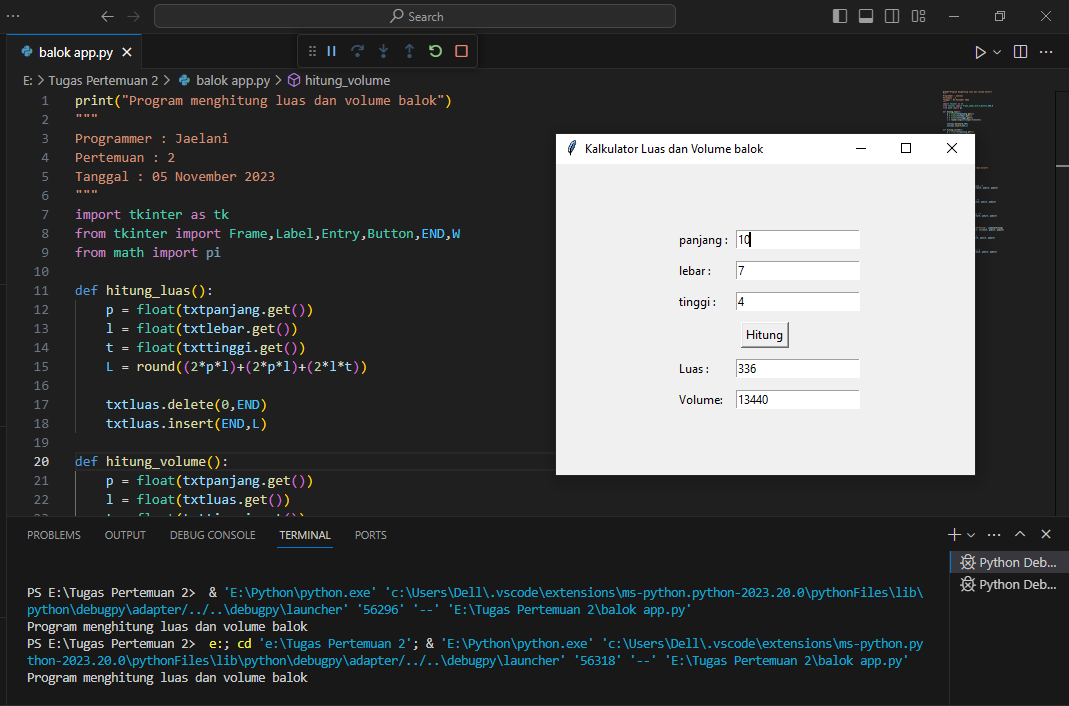 Search
balok app.py
E: > Tugas Pertemuan 2 > balok app.py > hitung_volume
1 print("Program menghitung luas dan volume balok")
2 """
3 Programmer : Jaelani
4 Pertemuan : 2
5 Tanggal : 05 November 2023
6 """
7 import tkinter as tk
8 from tkinter import Frame,Label,Entry,Button,END,W
9 from math import pi
10
11 def hitung_luas():
12 p = float(txtpanjang.get())
13 l = float(txtlebar.get())
14 t = float(txttinggi.get())
15 L = round((2*p*l)+(2*p*l)+(2*l*t))
16
17 txtluas.delete(0,END)
18 txtluas.insert(END,L)
19
20 def hitung_volume():
21 p = float(txtpanjang.get())
22 l = float(txtluas.get())
Kalkulator Luas dan Volume balok
panjang : 10
lebar : 7
tinggi : 4
Hitung
Luas : 336
Volume: 13440
PROBLEMS OUTPUT DEBUG CONSOLE TERMINAL PORTS
Python Deb...
Python Deb...
PS E:\Tugas Pertemuan 2> & 'E:\Python\python.exe' 'c:\Users\Dell\.vscode\extensions\ms-python.python-2023.20.0\pythonFiles\lib\
python\debugpy\adapter/../..\debugpy\launcher' '56296' '--' 'E:\Tugas Pertemuan 2\balok app.py'
Program menghitung luas dan volume balok
PS E:\Tugas Pertemuan 2> e:; cd 'e:\Tugas Pertemuan 2'; & 'E:\Python\python.exe' 'c:\Users\Dell\.vscode\extensions\ms-python.py
thon-2023.20.0\pythonFiles\lib\python\debugpy\adapter/../..\debugpy\launcher' '56318' '--' 'E:\Tugas Pertemuan 2\balok app.py'
Program menghitung luas dan volume balok